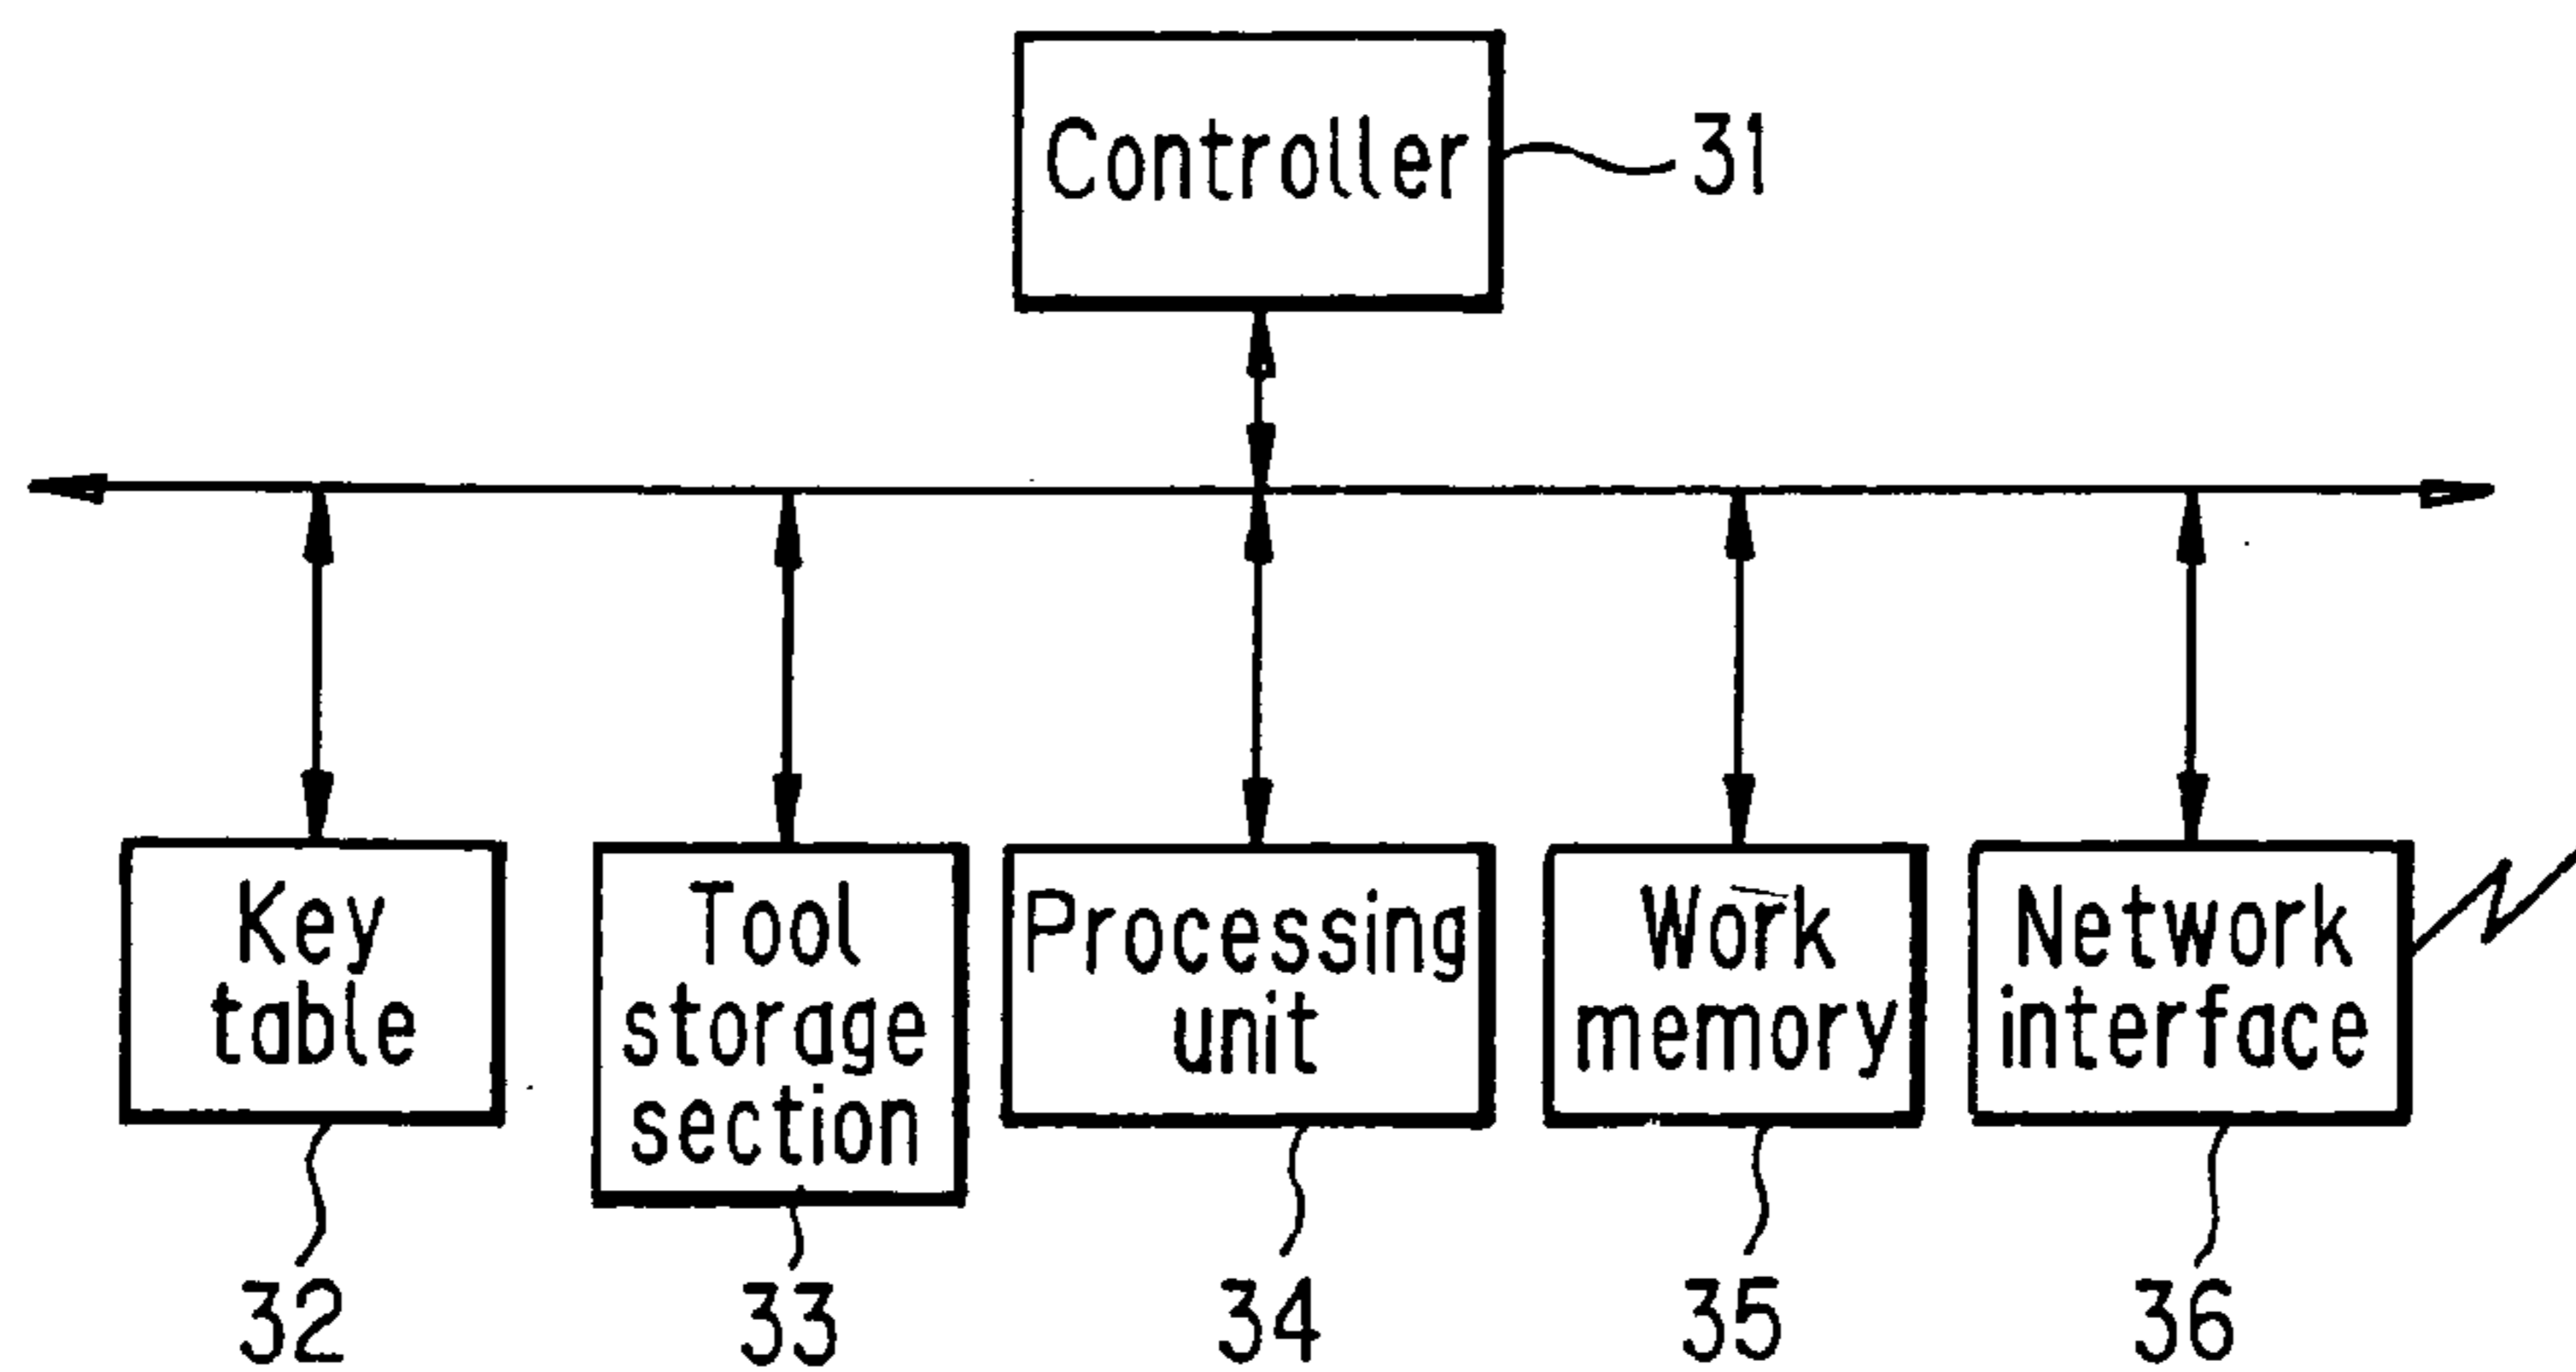 Controller
31
Key
table
Tool
storage
section
Processing
unit
Work
memory
Network
interface
32
33
34
35
36